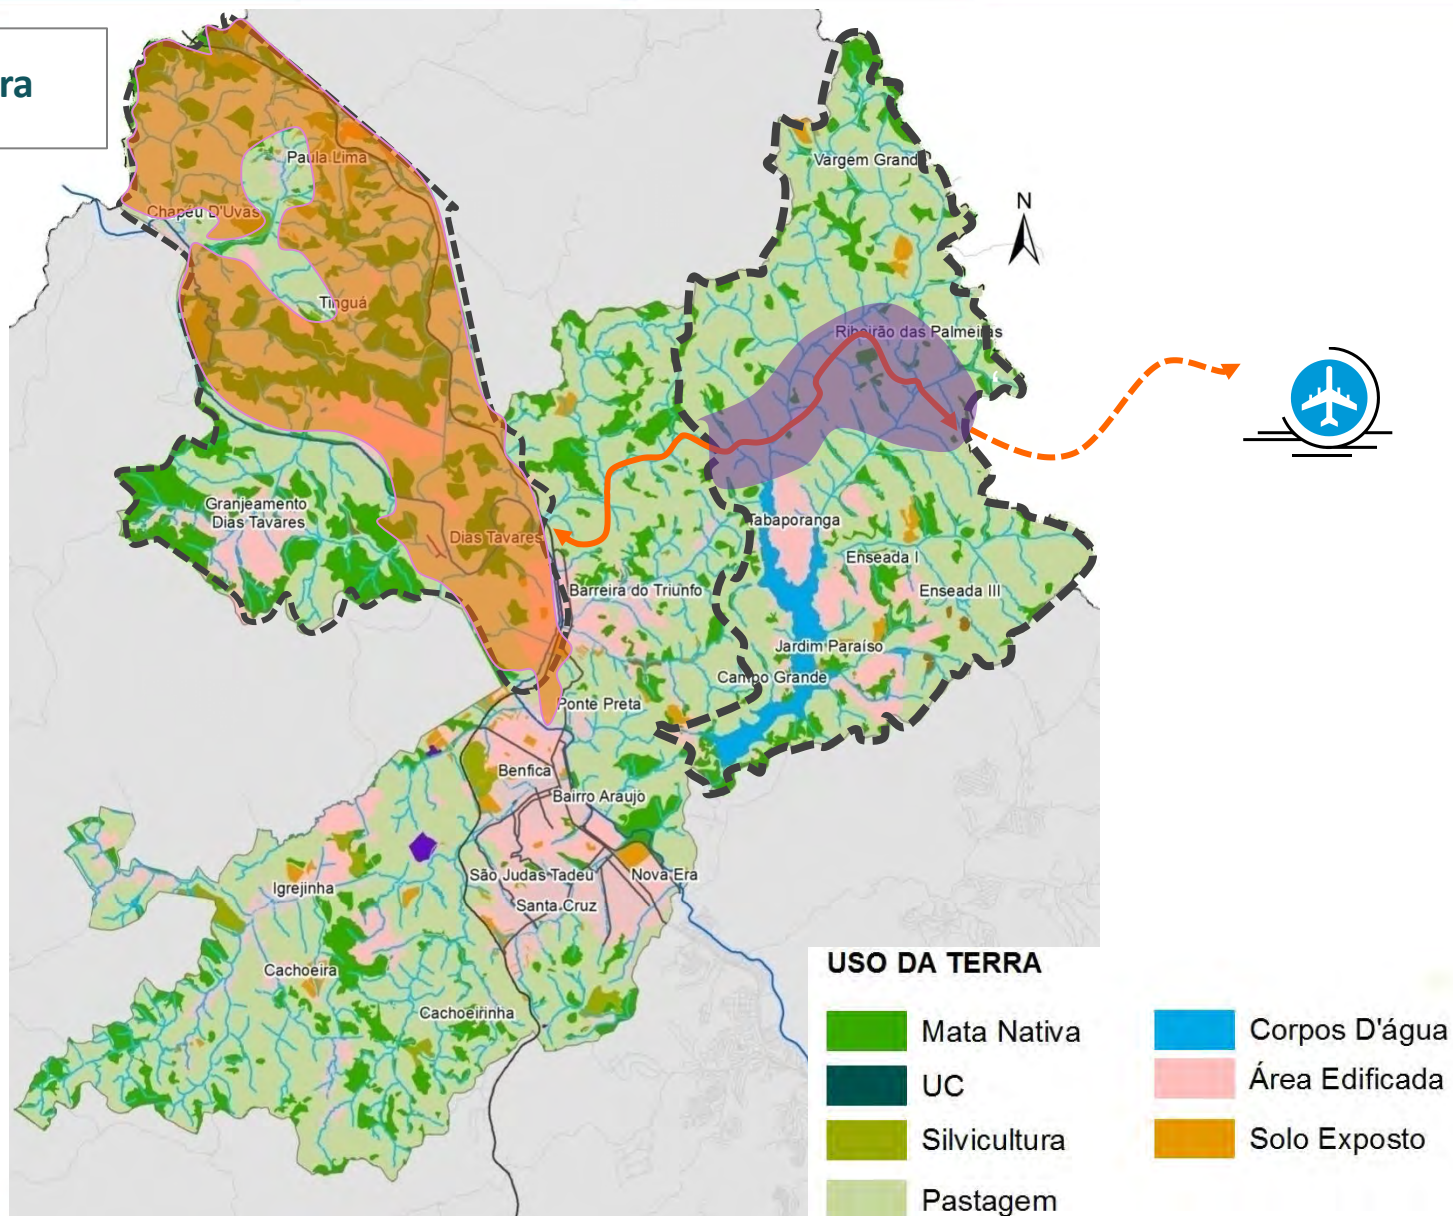 ra
Paula Lima
Vargem Grand
Chapéu D'Uvas
N
Tinguá
Ribeirão das Palmeiras
Granjeamento
Dias Tavares
Tabaporanga
Dias Tavares
Enseada I
Barreira do Triunfo
Enseada III
Jardim Paraíso
Campo Grande
Ponte Preta
Benfica
Bairro Araujo
São Judas Tadeu
Nova Era
Igrejinha
Santa Cruz
Cachoeira
Cachoeirinha
USO DA TERRA
Mata Nativa
UC
Silvicultura
Pastagem
Corpos D'água
Área Edificada
Solo Exposto